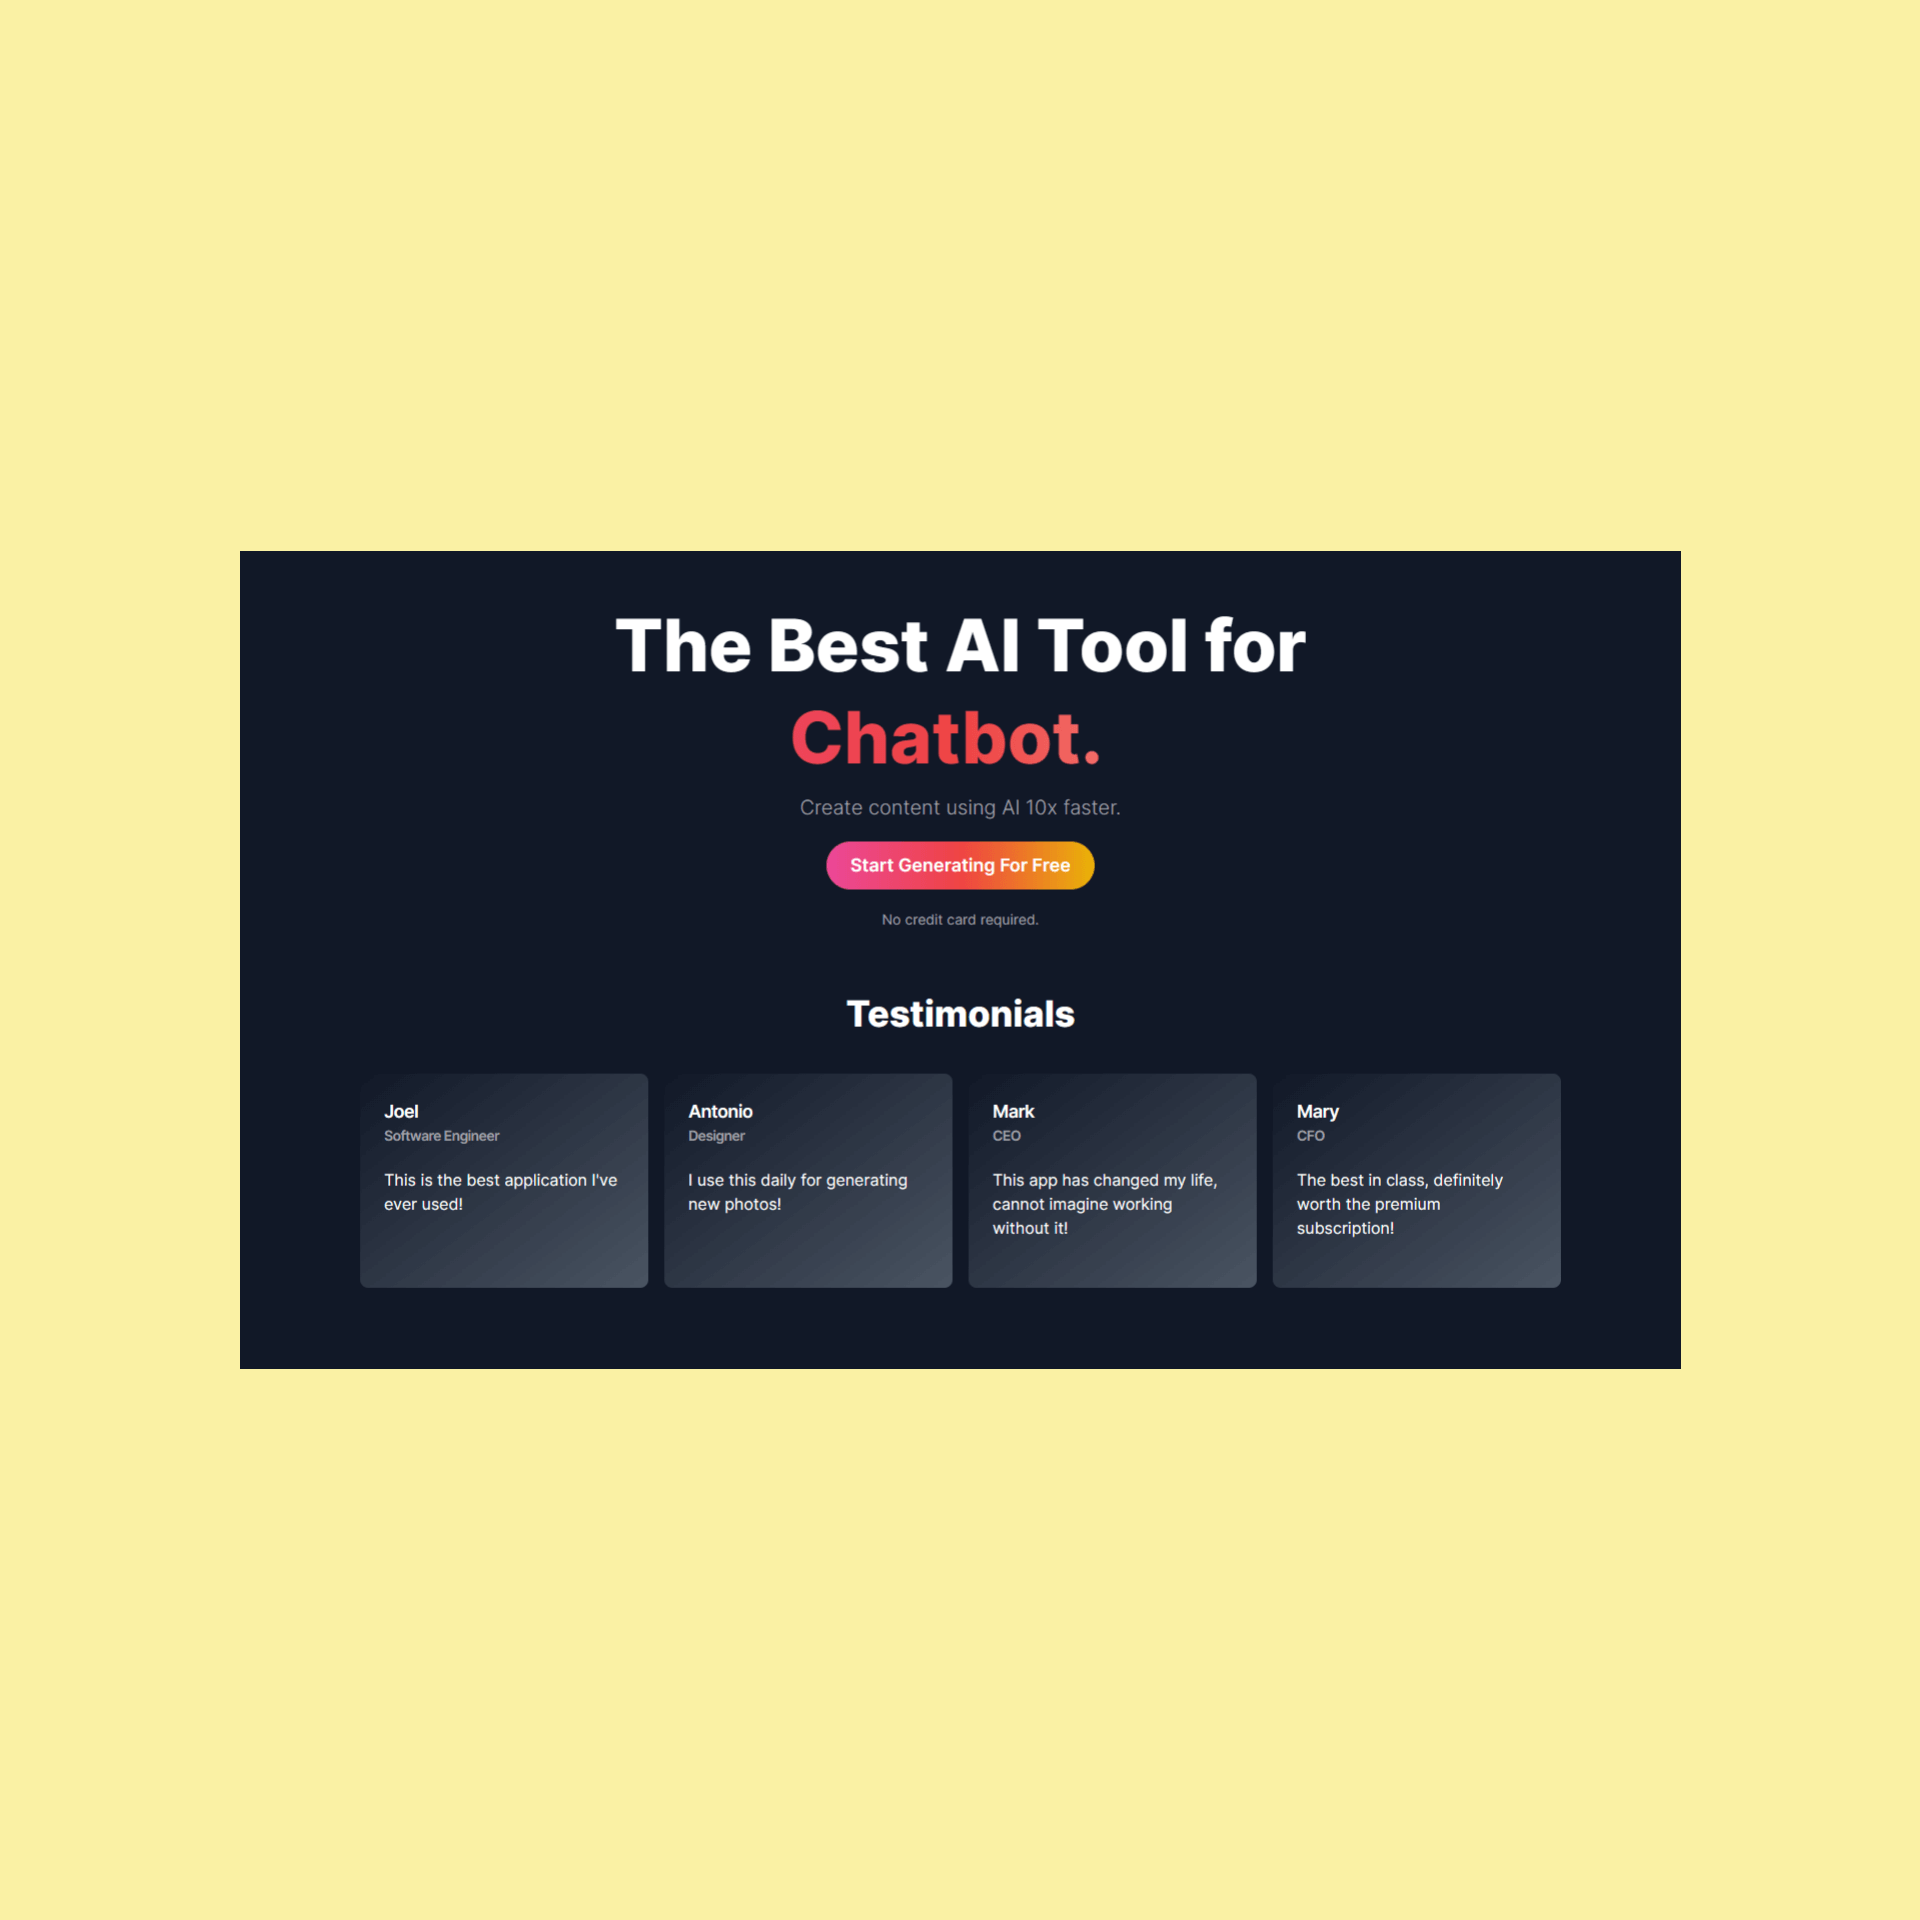 The Best AI Tool for
Chatbot.
Create content using AI 10x faster.
Start Generating For Free
No credit card required.
Testimonials
Joel
Software Engineer
This is the best application I've
ever used!
Antonio
Designer
I use this daily for generating
new photos!
Mark
CEO
This app has changed my life,
cannot imagine working
without it!
Mary
CFO
The best in class, definitely
worth the premium
subscription!